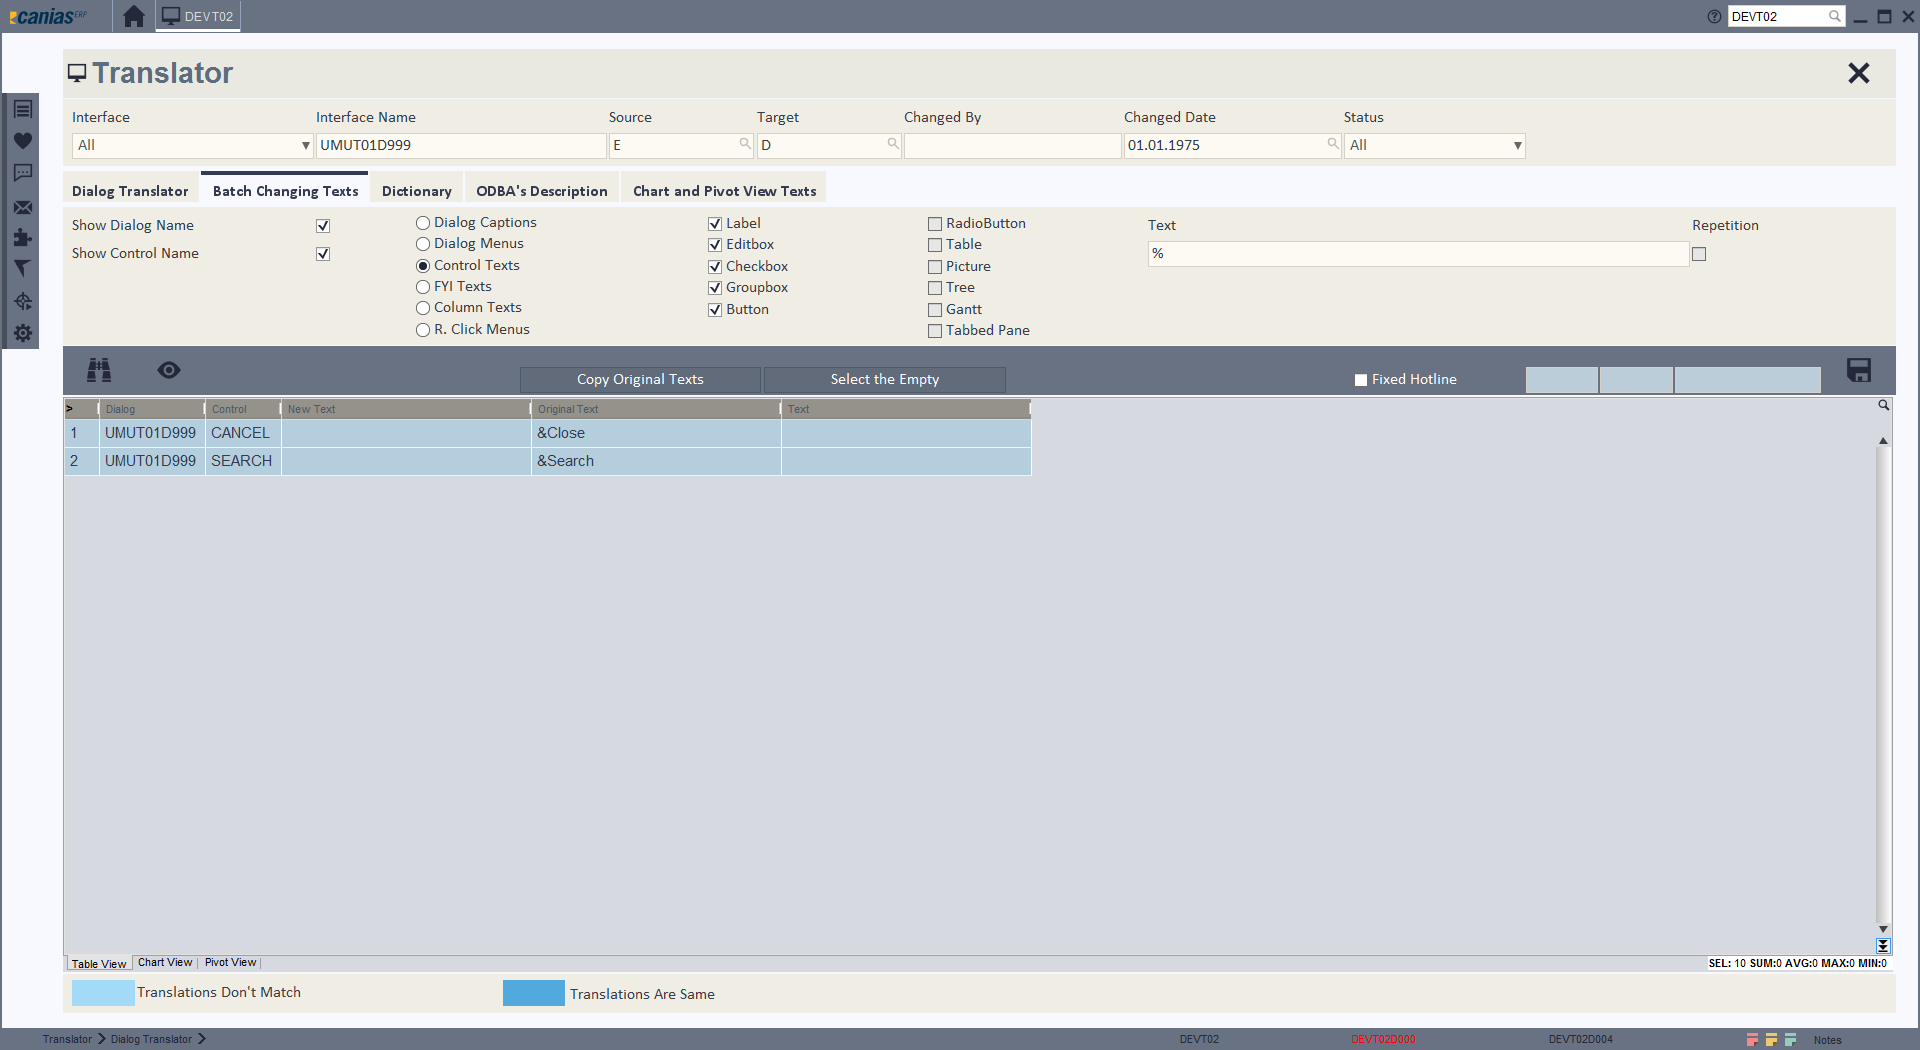 canias ERP
DEVT02
DEVT02
Translator
Interface
Interface Name
Source
Target
Changed By
Changed Date
Status
All
UMUT01D999
E
D
01.01.1975
All
Dialog Translator
Batch Changing Texts
Dictionary
ODBA's Description
Chart and Pivot View Texts
Show Dialog Name
Show Control Name
Dialog Captions
Dialog Menus
Control Texts
FYI Texts
Column Texts
R. Click Menus
Label
Editbox
Checkbox
Groupbox
Button
RadioButton
Table
Picture
Tree
Gantt
Tabbed Pane
Text
%
Repetition
Copy Original Texts
Select the Empty
Fixed Hotline
> Dialog Control New Text Original Text Text
1 UMUT01D999 CANCEL &Close
2 UMUT01D999 SEARCH &Search
Table View
Chart View
Pivot View
SEL: 10 SUM:0 AVG:0 MAX:0 MIN:0
Translations Don't Match
Translations Are Same
Translator
Dialog Translator
DEVT02
DEVT02D000
DEVT02D004
Notes